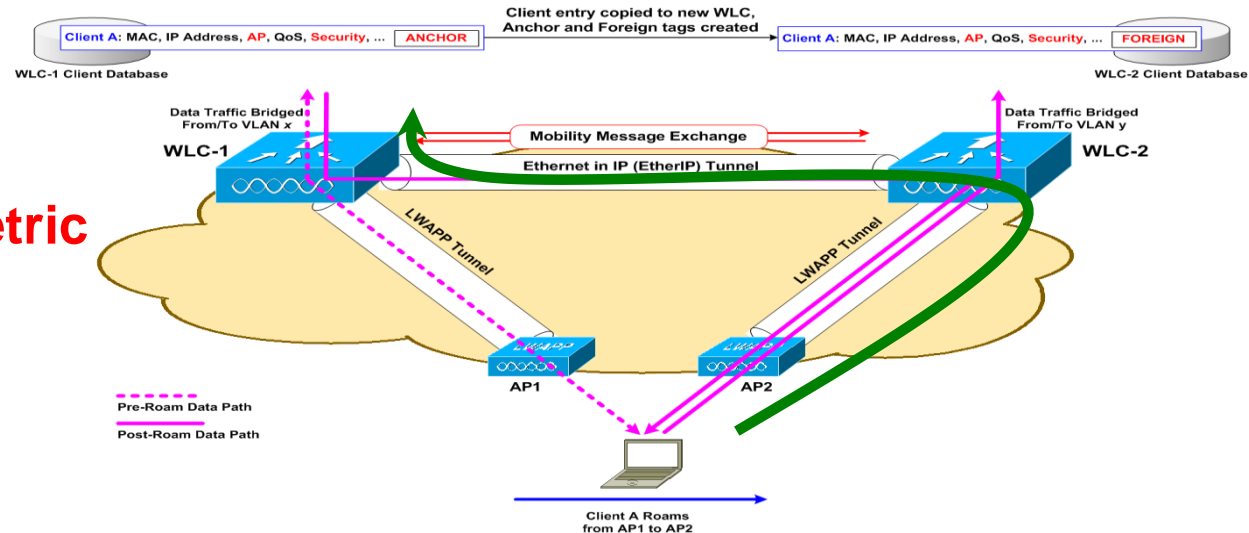 Client entry copied to new WLC,
Anchor and Foreign tags created
Client A: MAC, IP Address, AP, QoS, Security, ... ANCHOR
Client A: MAC, IP Address, AP, QoS, Security, ... FOREIGN
WLC-1 Client Database
WLC-2 Client Database
Data Traffic Bridged
From/To VLAN x
Data Traffic Bridged
From/To VLAN y
Mobility Message Exchange
WLC-1
WLC-2
Ethernet in IP (EtherIP) Tunnel
etric
LWAPP Tunnel
LWAPP Tunnel
AP1
AP2
Pre-Roam Data Path
Post-Roam Data Path
Client A Roams
from AP1 to AP2